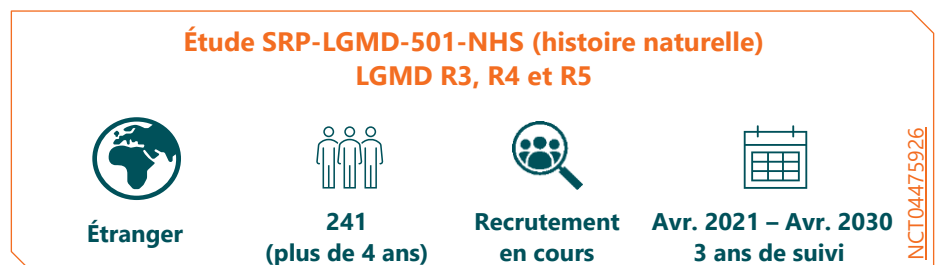 Étude SRP-LGMD-501-NHS (histoire naturelle)
LGMD R3, R4 et R5
Étranger
241
(plus de 4 ans)
Recrutement
en cours
Avr. 2021 – Avr. 2030
3 ans de suivi
NCT04475926